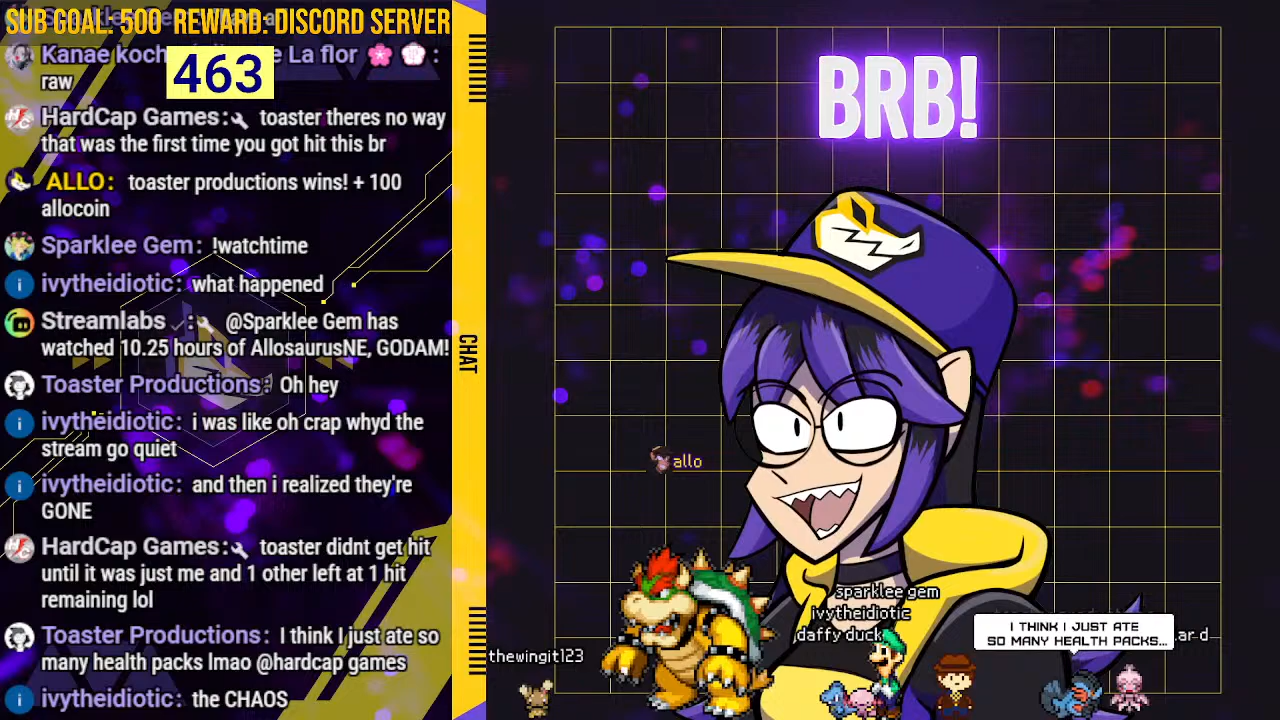 SUB GOAL: 500 REWARD: DISCORD SERVER
463
Kanae koch La flor 🌸 💮 :
raw
HardCap Games: toaster theres no way
that was the first time you got hit this br
ALLO: toaster productions wins! + 100
allocoin
Sparklee Gem: !watchtime
ivytheidiotic: what happened
Streamlabs : @Sparklee Gem has
watched 10.25 hours of AllosaurusNE, GODAM!
Toaster Productions: Oh hey
ivytheidiotic: i was like oh crap whyd the
stream go quiet
ivytheidiotic: and then i realized they're
GONE
HardCap Games: toaster didnt get hit
until it was just me and 1 other left at 1 hit
remaining lol
Toaster Productions: I think I just ate so
many health packs lmao @hardcap games
ivytheidiotic: the CHAOS
CHAT
BRB!
allo
sparklee gem
ivytheidiotic
daffy duck
thewingit123
I THINK I JUST ATE
SO MANY HEALTH PACKS...